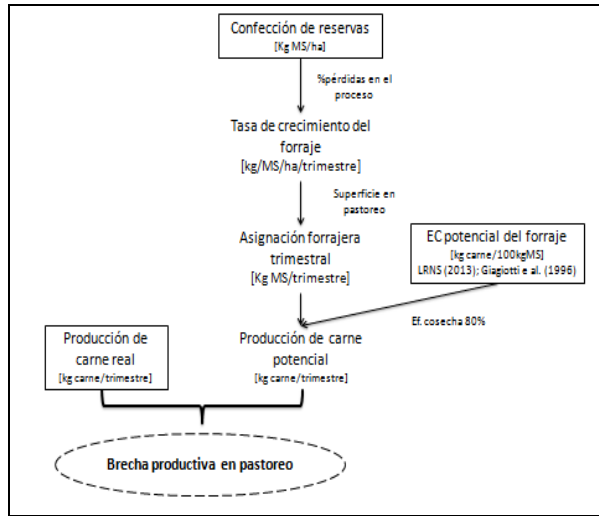 Confección de reservas
[Kg MS/ha]
%pérdidas en el
proceso
Tasa de crecimiento del
forraje
[kg/MS/ha/trimestre]
Superficie en
pastoreo
Asignación forrajera
trimestral
[Kg MS/trimestre]
EC potencial del forraje
[kg carne/100kgMS]
LRNS (2013); Giagiotti e al. (1996)
Ef. cosecha 80%
Producción de
carne real
[kg carne/trimestre]
Producción de carne
potencial
[kg carne/trimestre]
Brecha productiva en pastoreo